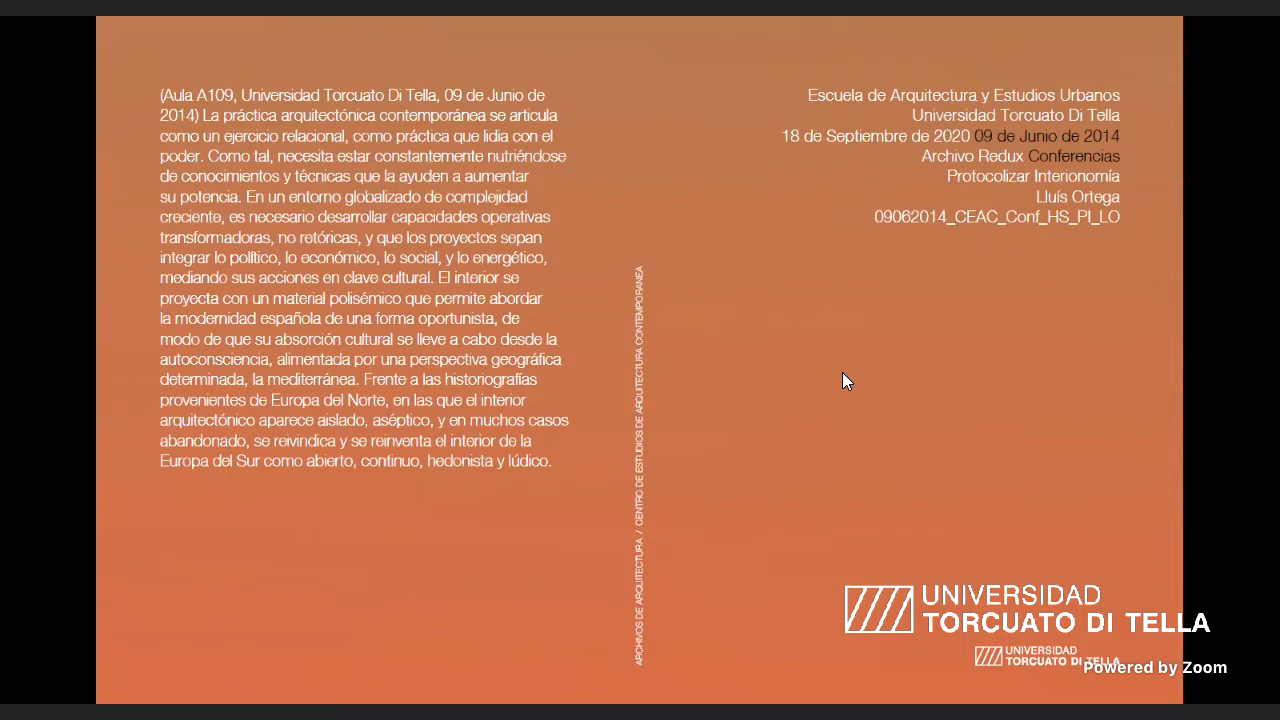 (Aula A109, Universidad Torcuato Di Tella, 09 de Junio de
2014) La práctica arquitectónica contemporánea se articula
como un ejercicio relacional, como práctica que lidia con el
poder. Como tal, necesita estar constantemente nutriéndose
de conocimientos y técnicas que la ayuden a aumentar
su potencia. En un entorno globalizado de complejidad
creciente, es necesario desarrollar capacidades operativas
transformadoras, no retóricas, y que los proyectos sepan
integrar lo político, lo económico, lo social, y lo energético,
mediando sus acciones en clave cultural. El interior se
proyecta con un material polisémico que permite abordar
la modernidad española de una forma oportunista, de
modo de que su absorción cultural se lleve a cabo desde la
autoconsciencia, alimentada por una perspectiva geográfica
determinada, la mediterránea. Frente a las historiografías
provenientes de Europa del Norte, en las que el interior
arquitectónico aparece aislado, aséptico, y en muchos casos
abandonado, se reivindica y se reinventa el interior de la
Europa del Sur como abierto, continuo, hedonista y lúdico.
ARCHIVOS DE ARQUITECTURA / CENTRO DE ESTUDIOS DE ARQUITECTURA CONTEMPORANEA
Escuela de Arquitectura y Estudios Urbanos
Universidad Torcuato Di Tella
18 de Septiembre de 2020 09 de Junio de 2014
Archivo Redux Conferencias
Protocolizar Interionomía
Lluís Ortega
09062014_CEAC_Conf_HS_PI_LO
UNIVERSIDAD
TORCUATO DI TELLA
UNIVERSIDAD
TORCUATO DI TELLA
Powered by Zoom